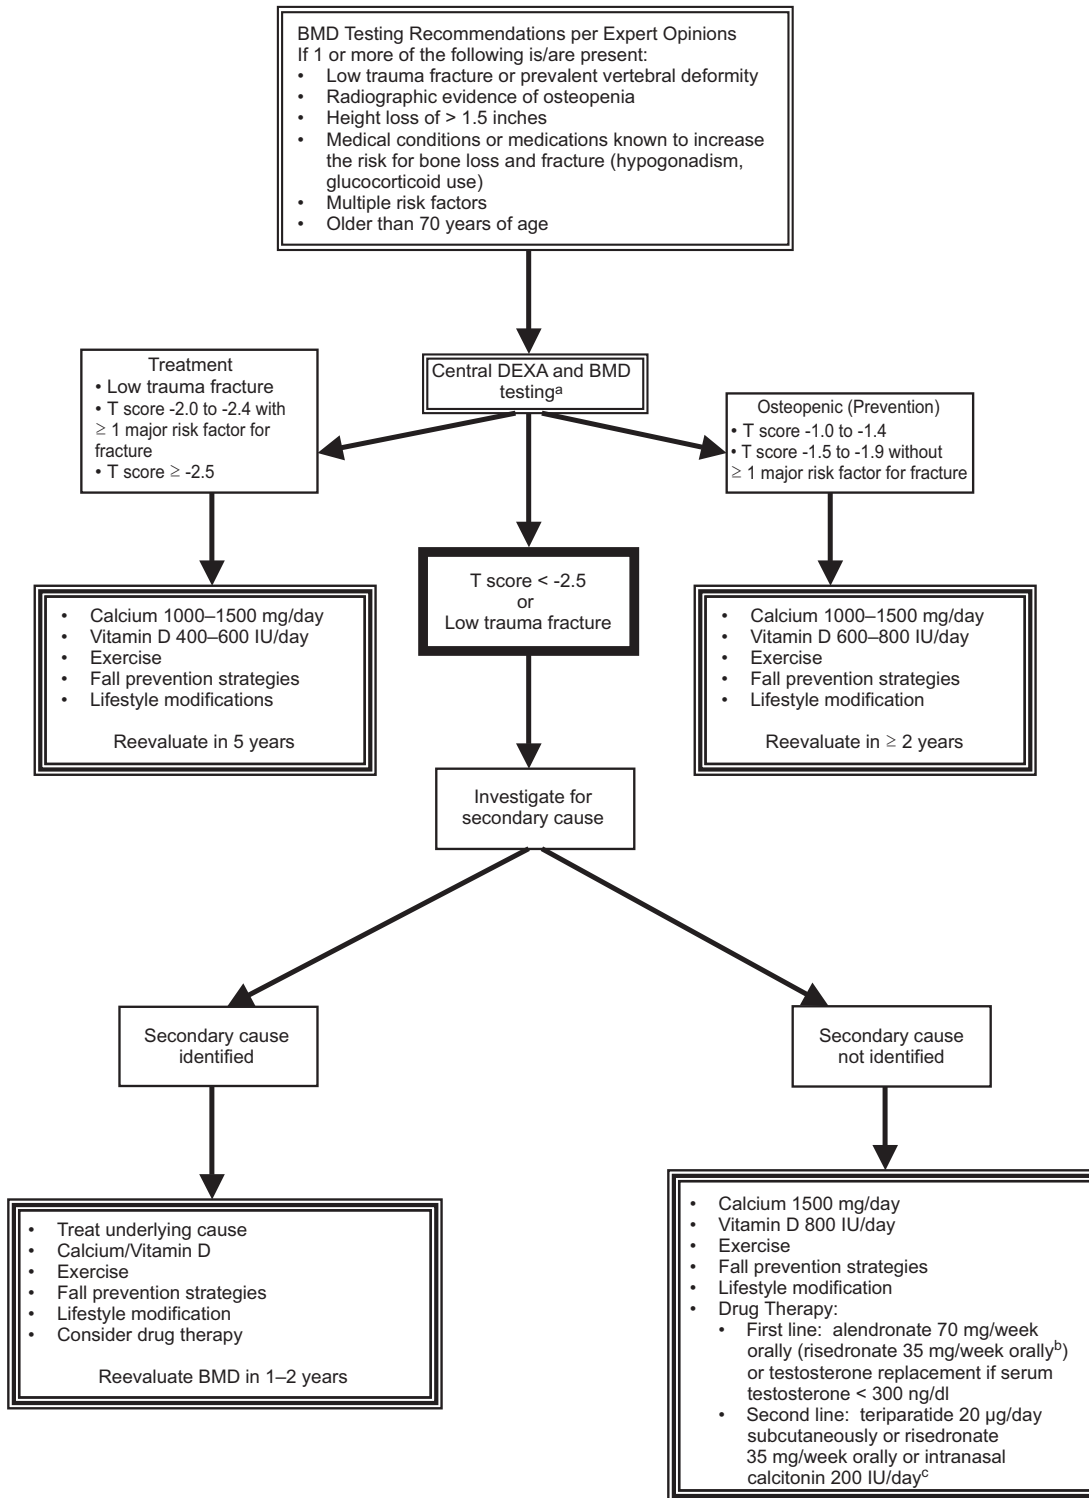 BMD Testing Recommendations per Expert Opinions
If 1 or more of the following is/are present:
• Low trauma fracture or prevalent vertebral deformity
• Radiographic evidence of osteopenia
• Height loss of > 1.5 inches
• Medical conditions or medications known to increase
the risk for bone loss and fracture (hypogonadism,
glucocorticoid use)
• Multiple risk factors
• Older than 70 years of age
Treatment
• Low trauma fracture
• T score -2.0 to -2.4 with
≥ 1 major risk factor for
fracture
• T score ≥ -2.5
Central DEXA and BMD
testingᵃ
Osteopenic (Prevention)
• T score -1.0 to -1.4
• T score -1.5 to -1.9 without
≥ 1 major risk factor for fracture
• Calcium 1000–1500 mg/day
• Vitamin D 400–600 IU/day
• Exercise
• Fall prevention strategies
• Lifestyle modifications
Reevaluate in 5 years
T score < -2.5
or
Low trauma fracture
• Calcium 1000–1500 mg/day
• Vitamin D 600–800 IU/day
• Exercise
• Fall prevention strategies
• Lifestyle modification
Reevaluate in ≥ 2 years
Investigate for
secondary cause
Secondary cause
identified
Secondary cause
not identified
• Treat underlying cause
• Calcium/Vitamin D
• Exercise
• Fall prevention strategies
• Lifestyle modification
• Consider drug therapy
Reevaluate BMD in 1–2 years
• Calcium 1500 mg/day
• Vitamin D 800 IU/day
• Exercise
• Fall prevention strategies
• Lifestyle modification
• Drug Therapy:
• First line: alendronate 70 mg/week
orally (risedronate 35 mg/week orallyᵇ)
or testosterone replacement if serum
testosterone < 300 ng/dl
• Second line: teriparatide 20 μg/day
subcutaneously or risedronate
35 mg/week orally or intranasal
calcitonin 200 IU/dayᶜ